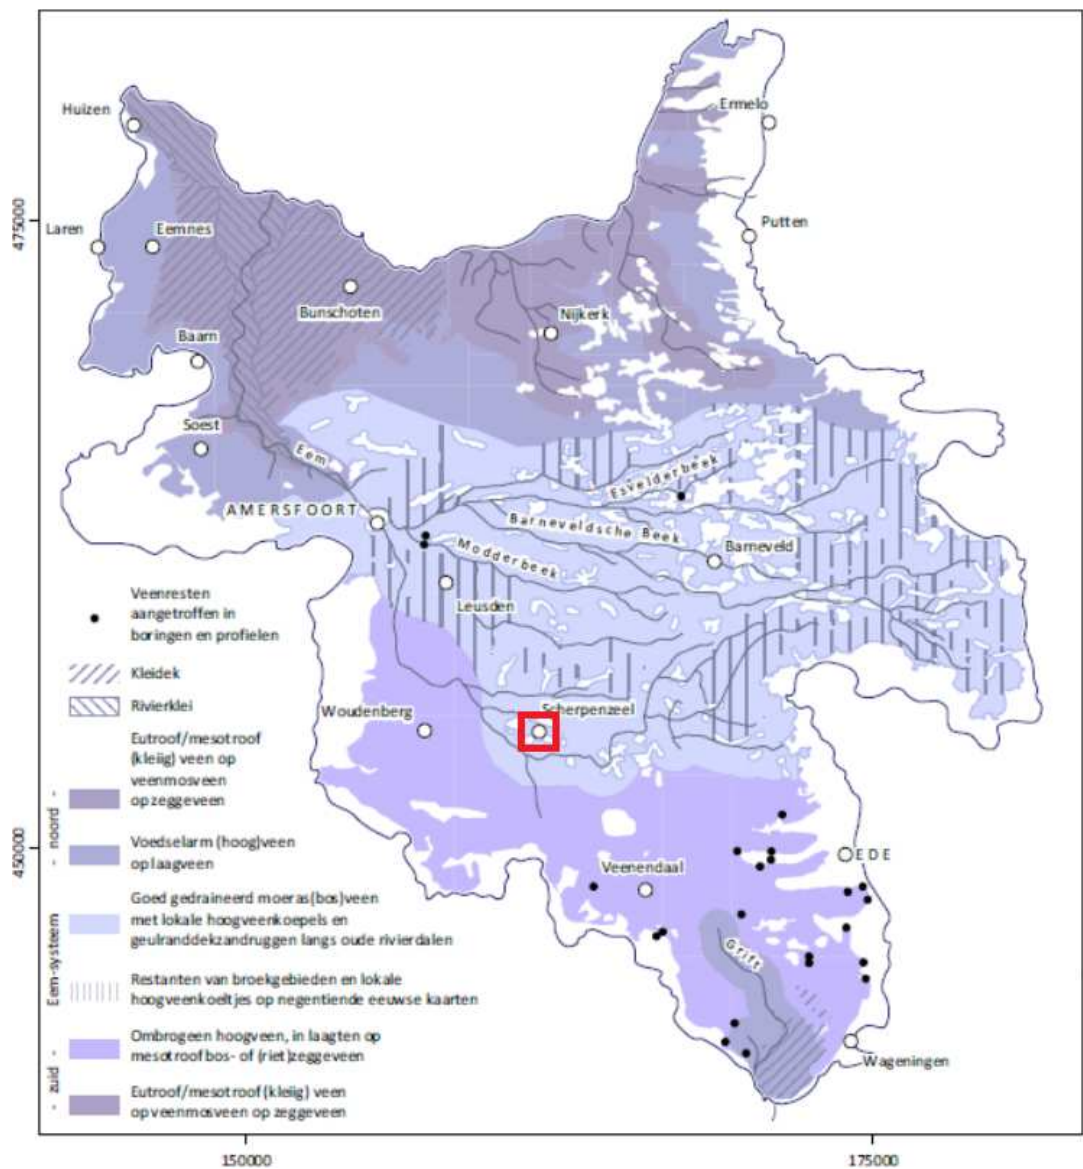 Huizen
Ermelo
475000
Laren
Eemnes
Putten
Bunschoten
Nijkerk
Baarn
Soest
Eem
Esvelderbeek
AMERSFOORT
Barneveldsche Beek
Barneveld
Modderbeek
Leusden
Veenresten
aangetroffen in
boringen en profielen
Kleidek
Rivierklei
Woudenberg
Scherpenzeel
Eutroof/mesotroof
(kleiig) veen op
veenmosveen
op zeggeveen
- noord -
Voedselarm (hoog)veen
op laagveen
450000
EDE
Veenendaal
Goed gedraineerd moeras(bos)veen
met lokale hoogveenkoepels en
geulranddekzandruggen langs oude rivierdalen
Eem-systeem
Grift
Restanten van broekgebieden en lokale
hoogveenkoeltjes op negentiende eeuwse kaarten
Ombrogeen hoogveen, in laagten op
mesotroof bos- of (riet)zeggeveen
- zuid -
Wageningen
Eutroof/mesotroof (kleiig) veen
op veenmosveen op zeggeveen
150000
175000